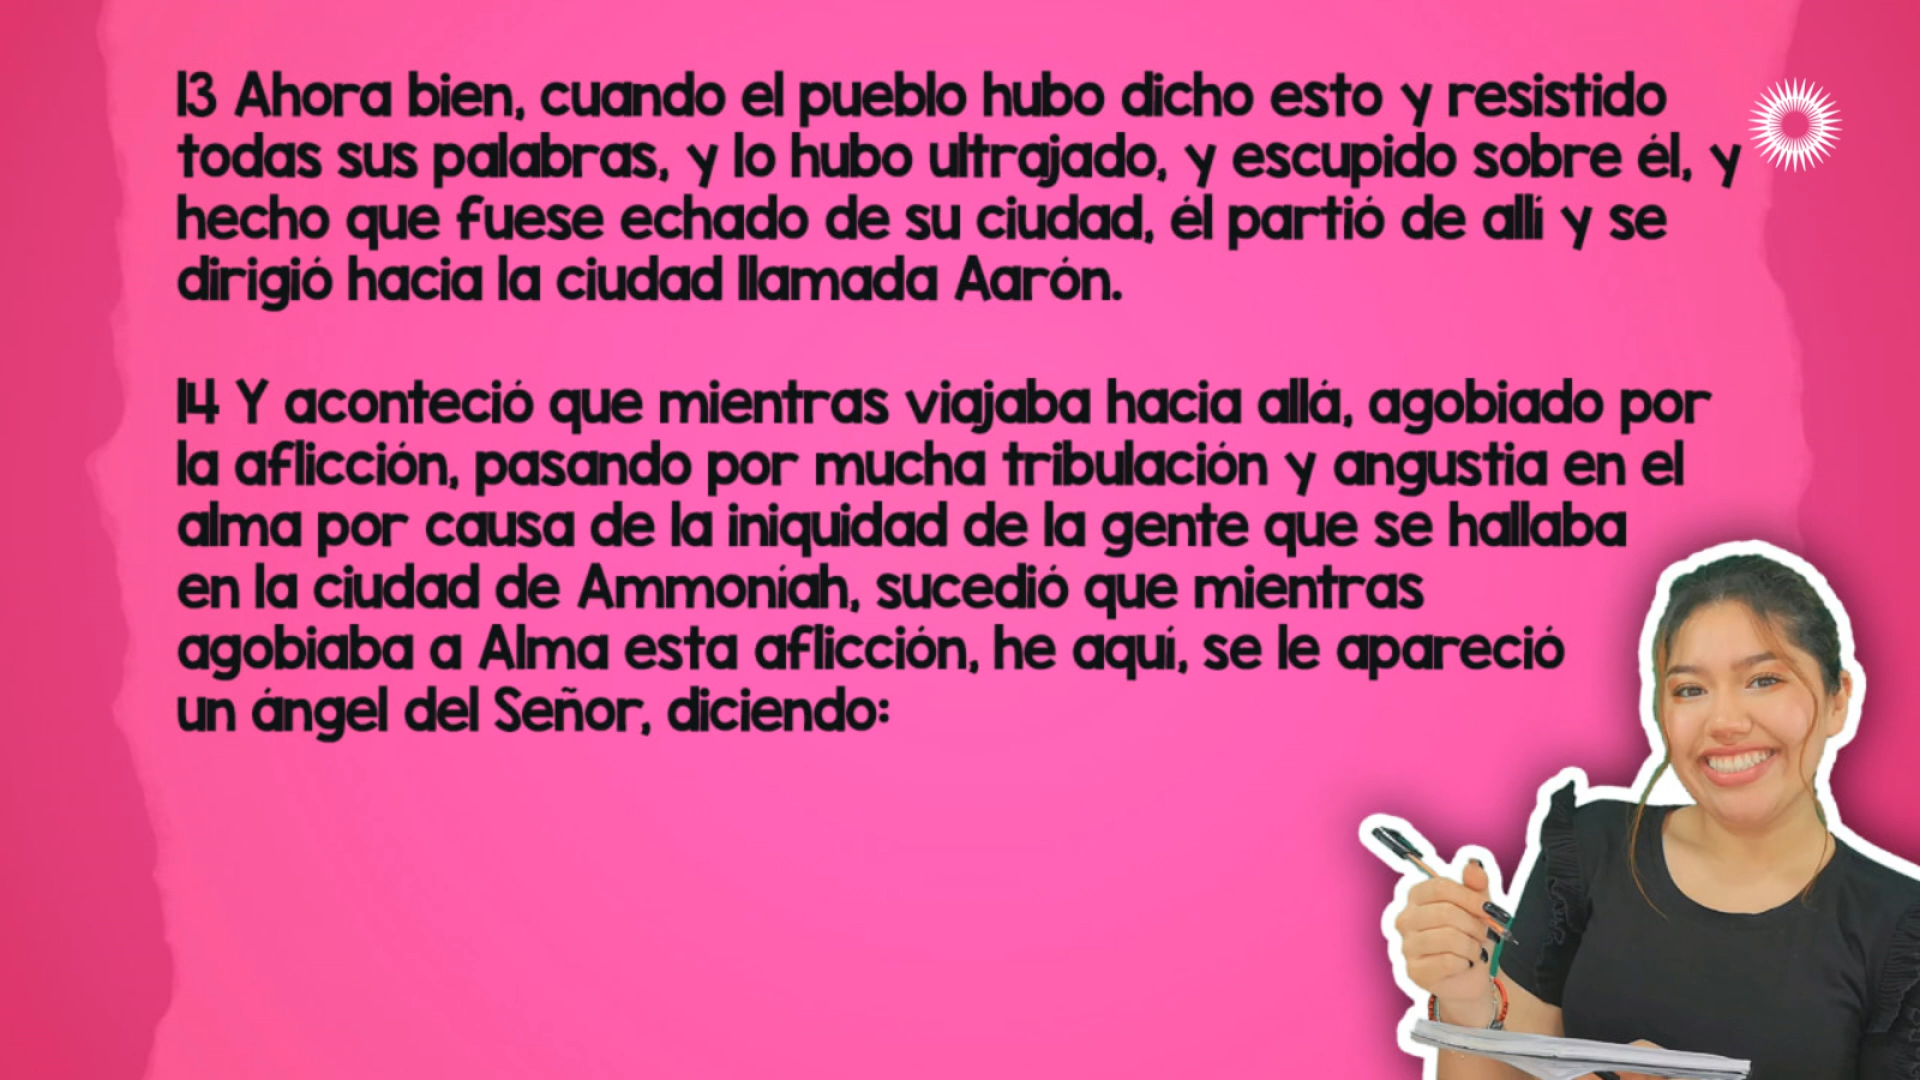 13 Ahora bien, cuando el pueblo hubo dicho esto y resistido
todas sus palabras, y lo hubo ultrajado, y escupido sobre él, y
hecho que fuese echado de su ciudad, él partió de allí y se
dirigió hacia la ciudad llamada Aarón.
14 Y aconteció que mientras viajaba hacia allá, agobiado por
la aflicción, pasando por mucha tribulación y angustia en el
alma por causa de la iniquidad de la gente que se hallaba
en la ciudad de Ammoníah, sucedió que mientras
agobiaba a Alma esta aflicción, he aquí, se le apareció
un ángel del Señor, diciendo: